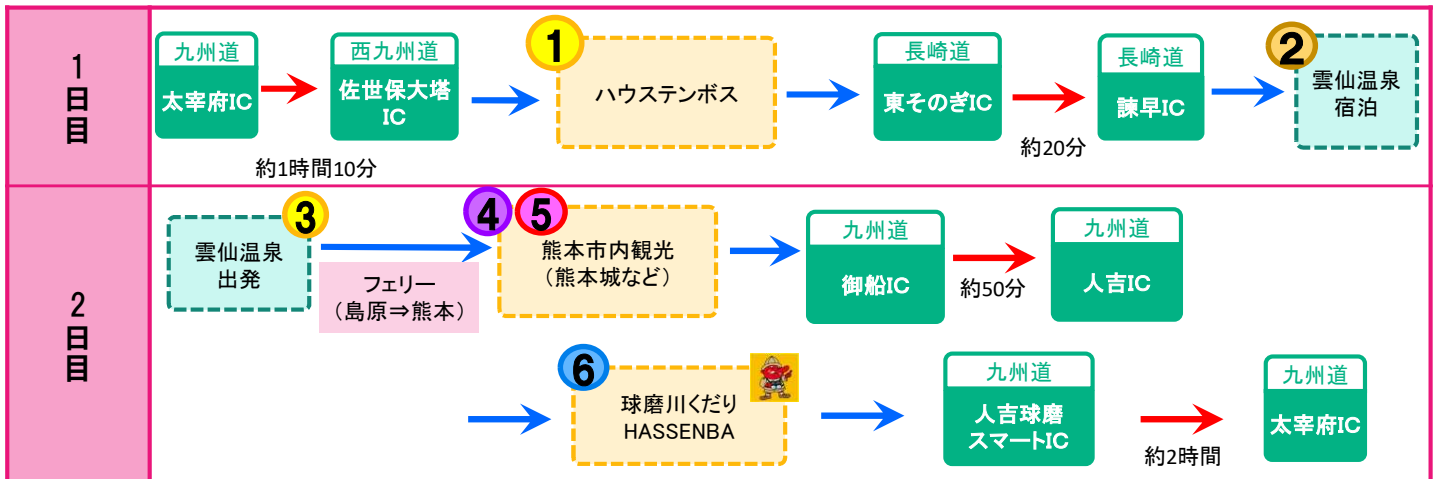 1
日
目
九州道
太宰府IC
約1時間10分
西九州道
佐世保大塔
IC
1
ハウステンボス
長崎道
東そのぎIC
約20分
長崎道
諫早IC
2
雲仙温泉
宿泊
2
日
目
3
雲仙温泉
出発
フェリー
（島原⇒熊本）
4
5
熊本市内観光
（熊本城など）
九州道
御船IC
約50分
九州道
人吉IC
6
球磨川くだり
HASSENBA
九州道
人吉球磨
スマートIC
約2時間
九州道
太宰府IC